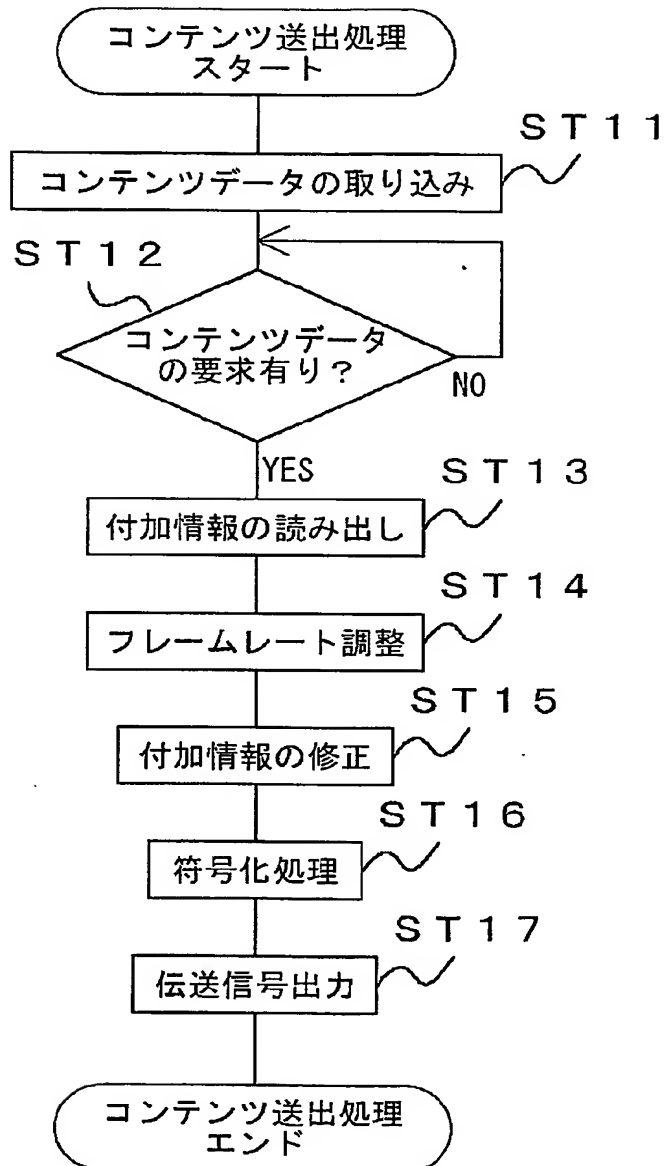 コンテンツ送出処理
スタート
ＳＴ１１
コンテンツデータの取り込み
ＳＴ１２
コンテンツデータ
の要求有り？
NO
YES
ＳＴ１３
付加情報の読み出し
ＳＴ１４
フレームレート調整
ＳＴ１５
付加情報の修正
ＳＴ１６
符号化処理
ＳＴ１７
伝送信号出力
コンテンツ送出処理
エンド